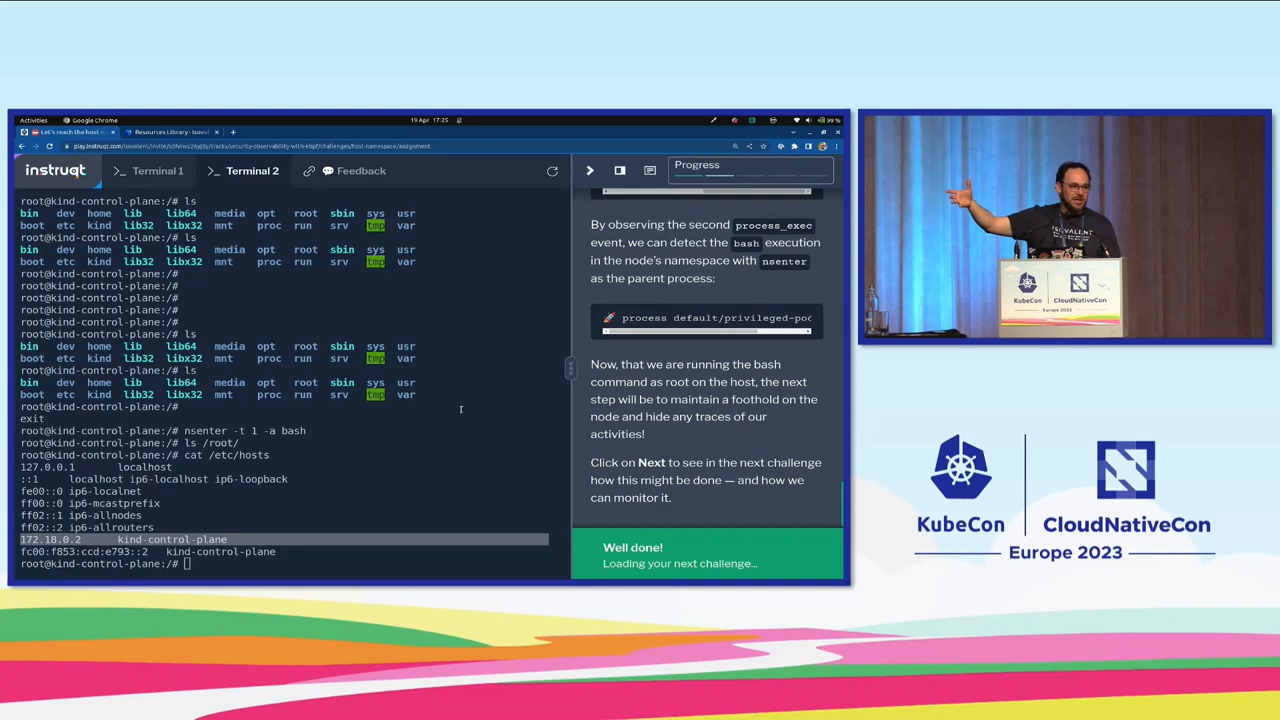 Activities
Google Chrome
19 Apr 17:25
99 %
Let's reach the host n
Resources Library - Isoval
instruqt
Terminal 1
Terminal 2
Feedback
Progress
root@kind-control-plane:/# ls
bin dev home lib lib64 media opt root sbin sys usr
boot etc kind lib32 libx32 mnt proc run srv tmp var
root@kind-control-plane:/# ls
bin dev home lib lib64 media opt root sbin sys usr
boot etc kind lib32 libx32 mnt proc run srv tmp var
root@kind-control-plane:/#
root@kind-control-plane:/#
root@kind-control-plane:/#
root@kind-control-plane:/#
root@kind-control-plane:/#
root@kind-control-plane:/# ls
bin dev home lib lib64 media opt root sbin sys usr
boot etc kind lib32 libx32 mnt proc run srv tmp var
root@kind-control-plane:/# ls
bin dev home lib lib64 media opt root sbin sys usr
boot etc kind lib32 libx32 mnt proc run srv tmp var
root@kind-control-plane:/#
exit
root@kind-control-plane:/# nsenter -t 1 -a bash
root@kind-control-plane:/# ls /root/
root@kind-control-plane:/# cat /etc/hosts
127.0.0.1 localhost
::1 localhost ip6-localhost ip6-loopback
fe00::0 ip6-localnet
ff00::0 ip6-mcastprefix
ff02::1 ip6-allnodes
ff02::2 ip6-allrouters
172.18.0.2 kind-control-plane
fc00:f853:ccd:e793::2 kind-control-plane
root@kind-control-plane:/#
By observing the second process_exec
event, we can detect the bash execution
in the node's namespace with nsenter
as the parent process:
🚀 process default/privileged-poc
Now, that we are running the bash
command as root on the host, the next
step will be to maintain a foothold on the
node and hide any traces of our
activities!
Click on Next to see in the next challenge
how this might be done — and how we
can monitor it.
Well done!
Loading your next challenge...
ISOVALENT
KubeCon
CloudNativeCon
Europe 2023
KubeCon
CloudNativeCon
Europe 2023